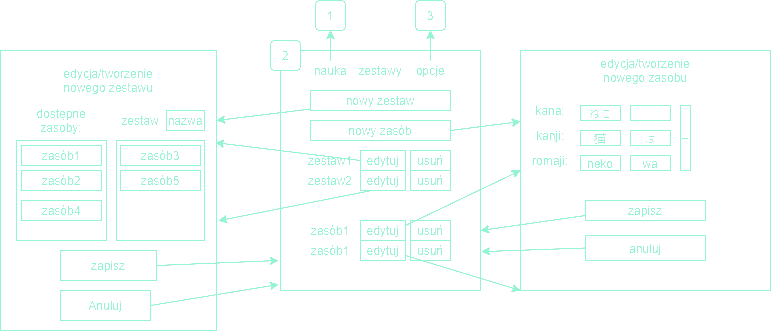 1
3
2
nauka zestawy opcje
edycja/tworzenie
nowego zestawu
dostępne
zasoby:
zestaw nazwa
zasób1
zasób2
zasób4
zasób3
zasób5
zapisz
Anuluj
nowy zestaw
nowy zasób
zestaw1 edytuj usuń
zestaw2 edytuj usuń
zasób1 edytuj usuń
zasób1 edytuj usuń
edycja/tworzenie
nowego zasobu
kana: ねこ
kanji: 猫 は
romaji: neko wa
zapisz
anuluj